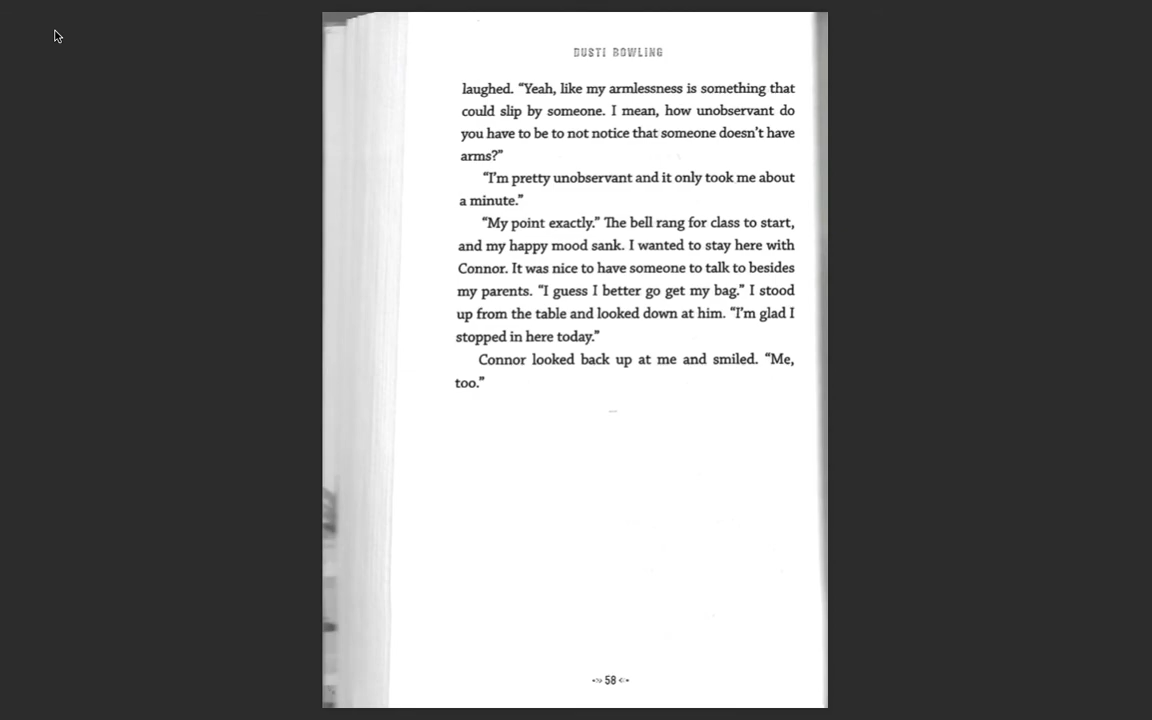 DUSTI BOWLING
laughed. “Yeah, like my armlessness is something that
could slip by someone. I mean, how unobservant do
you have to be to not notice that someone doesn’t have
arms?”
“I’m pretty unobservant and it only took me about
a minute.”
“My point exactly.” The bell rang for class to start,
and my happy mood sank. I wanted to stay here with
Connor. It was nice to have someone to talk to besides
my parents. “I guess I better go get my bag.” I stood
up from the table and looked down at him. “I’m glad I
stopped in here today.”
Connor looked back up at me and smiled. “Me,
too.”
58